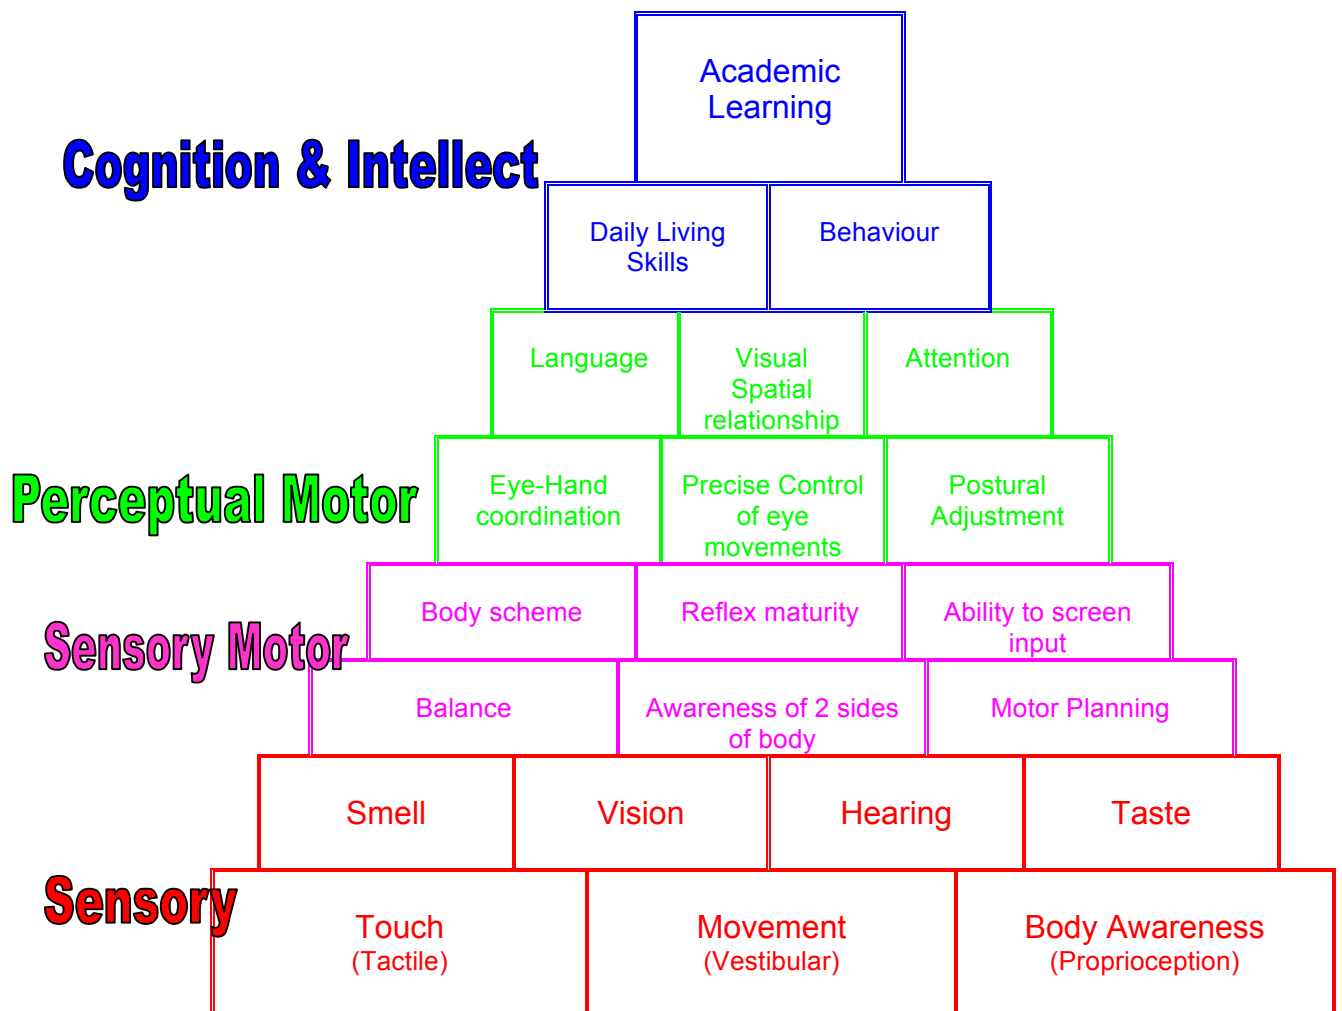 Academic
Learning
Cognition & Intellect
Daily Living
Skills
Behaviour
Language
Visual
Spatial
relationship
Attention
Perceptual Motor
Eye-Hand
coordination
Precise Control
of eye
movements
Postural
Adjustment
Sensory Motor
Body scheme
Reflex maturity
Ability to screen
input
Balance
Awareness of 2 sides
of body
Motor Planning
Smell
Vision
Hearing
Taste
Sensory
Touch
(Tactile)
Movement
(Vestibular)
Body Awareness
(Proprioception)